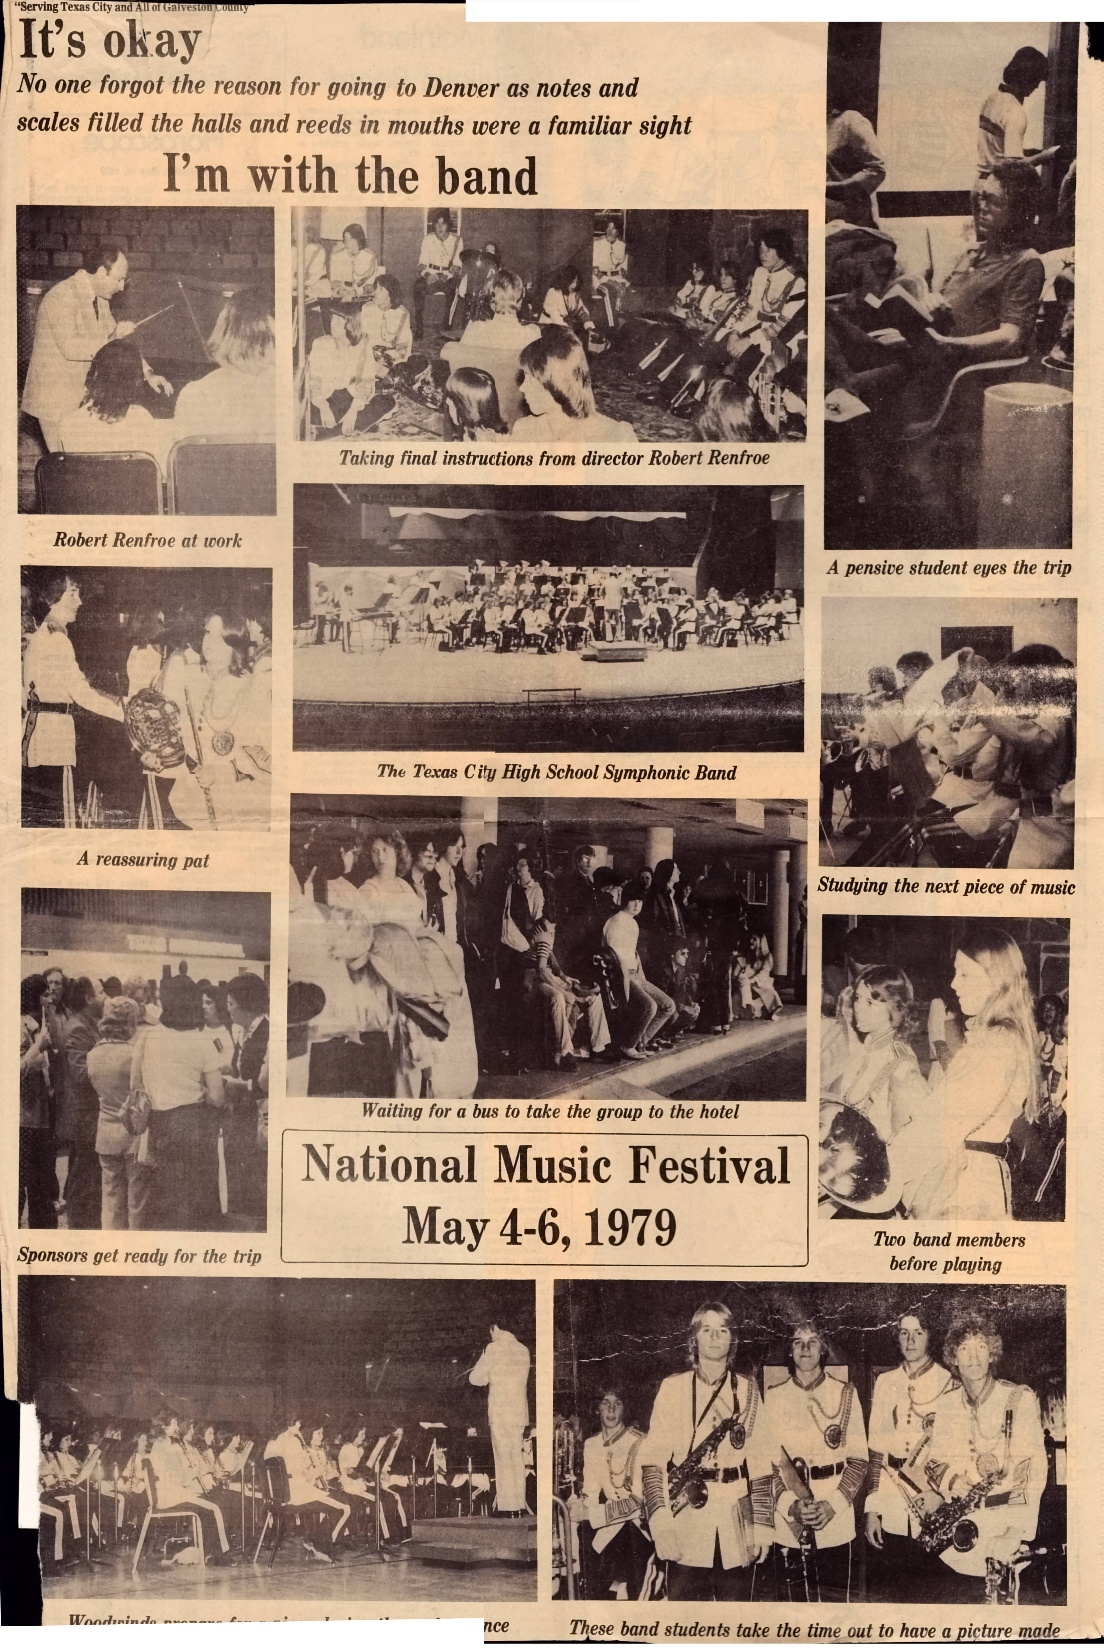 "Serving Texas City and All of Galveston County"
It's okay
No one forgot the reason for going to Denver as notes and
scales filled the halls and reeds in mouths were a familiar sight
I'm with the band
Robert Renfroe at work
Taking final instructions from director Robert Renfroe
A pensive student eyes the trip
The Texas City High School Symphonic Band
A reassuring pat
Studying the next piece of music
Waiting for a bus to take the group to the hotel
National Music Festival
May 4-6, 1979
Sponsors get ready for the trip
Two band members
before playing
Woodwinds prepare for
These band students take the time out to have a picture made